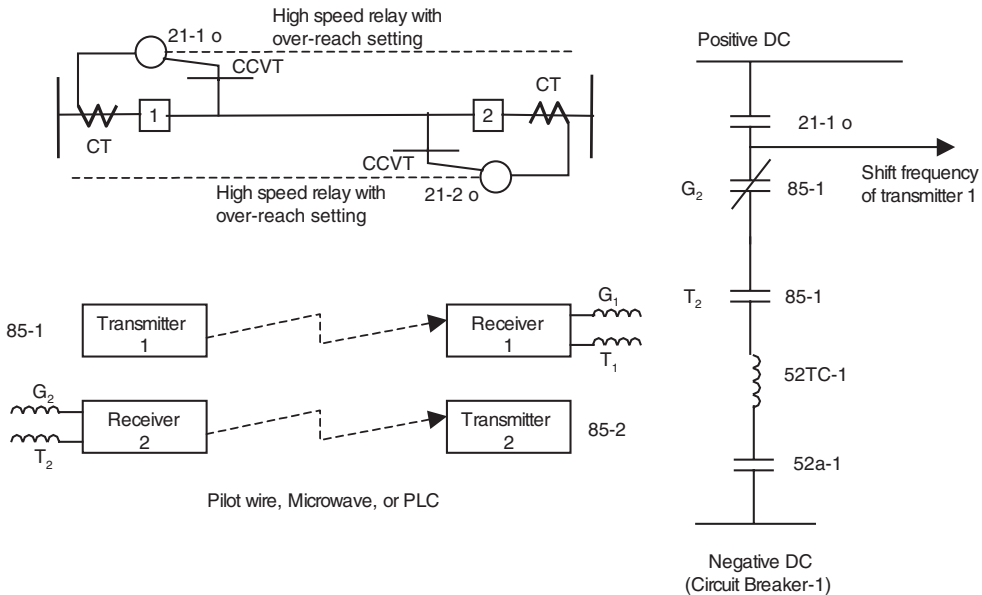 High speed relay with
over-reach setting
21-1 o
CCVT
CT
1
2
CT
CCVT
High speed relay with
over-reach setting
21-2 o
85-1
Transmitter
1
Receiver
1
G₁
T₁
G₂
T₂
Receiver
2
Transmitter
2
85-2
Pilot wire, Microwave, or PLC
Positive DC
21-1 o
Shift frequency
of transmitter 1
G₂
85-1
T₂
85-1
52TC-1
52a-1
Negative DC
(Circuit Breaker-1)